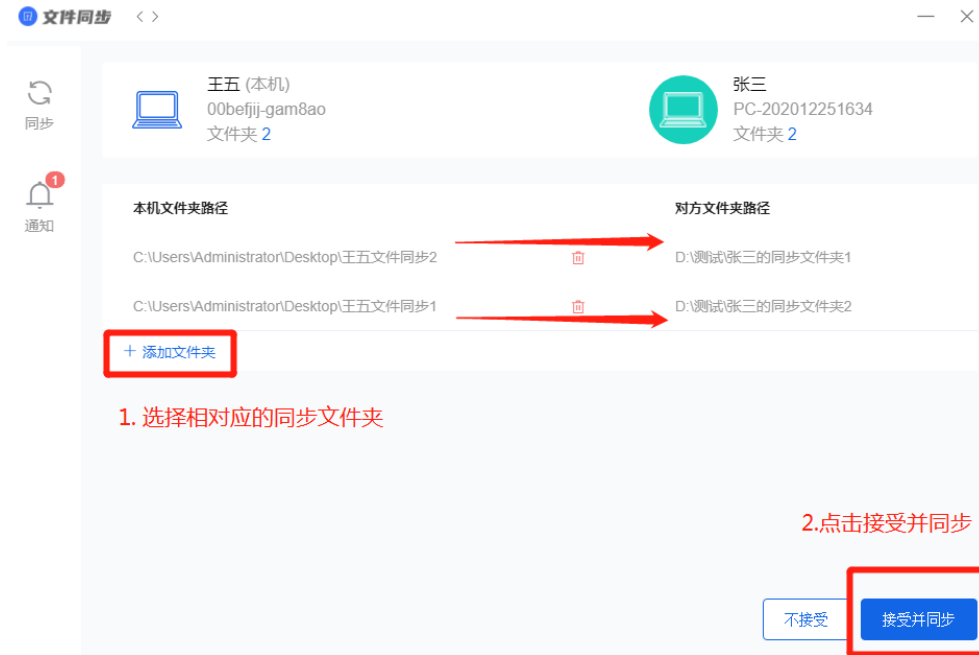 文件同步
王五 (本机)
00befjij-gam8ao
文件夹 2
张三
PC-202012251634
文件夹 2
同步
1
通知
本机文件夹路径 对方文件夹路径
C:\Users\Administrator\Desktop\王五文件同步2 D:\测试\张三的同步文件夹1
C:\Users\Administrator\Desktop\王五文件同步1 D:\测试\张三的同步文件夹2
+ 添加文件夹
1. 选择相对应的同步文件夹
2.点击接受并同步
不接受 接受并同步